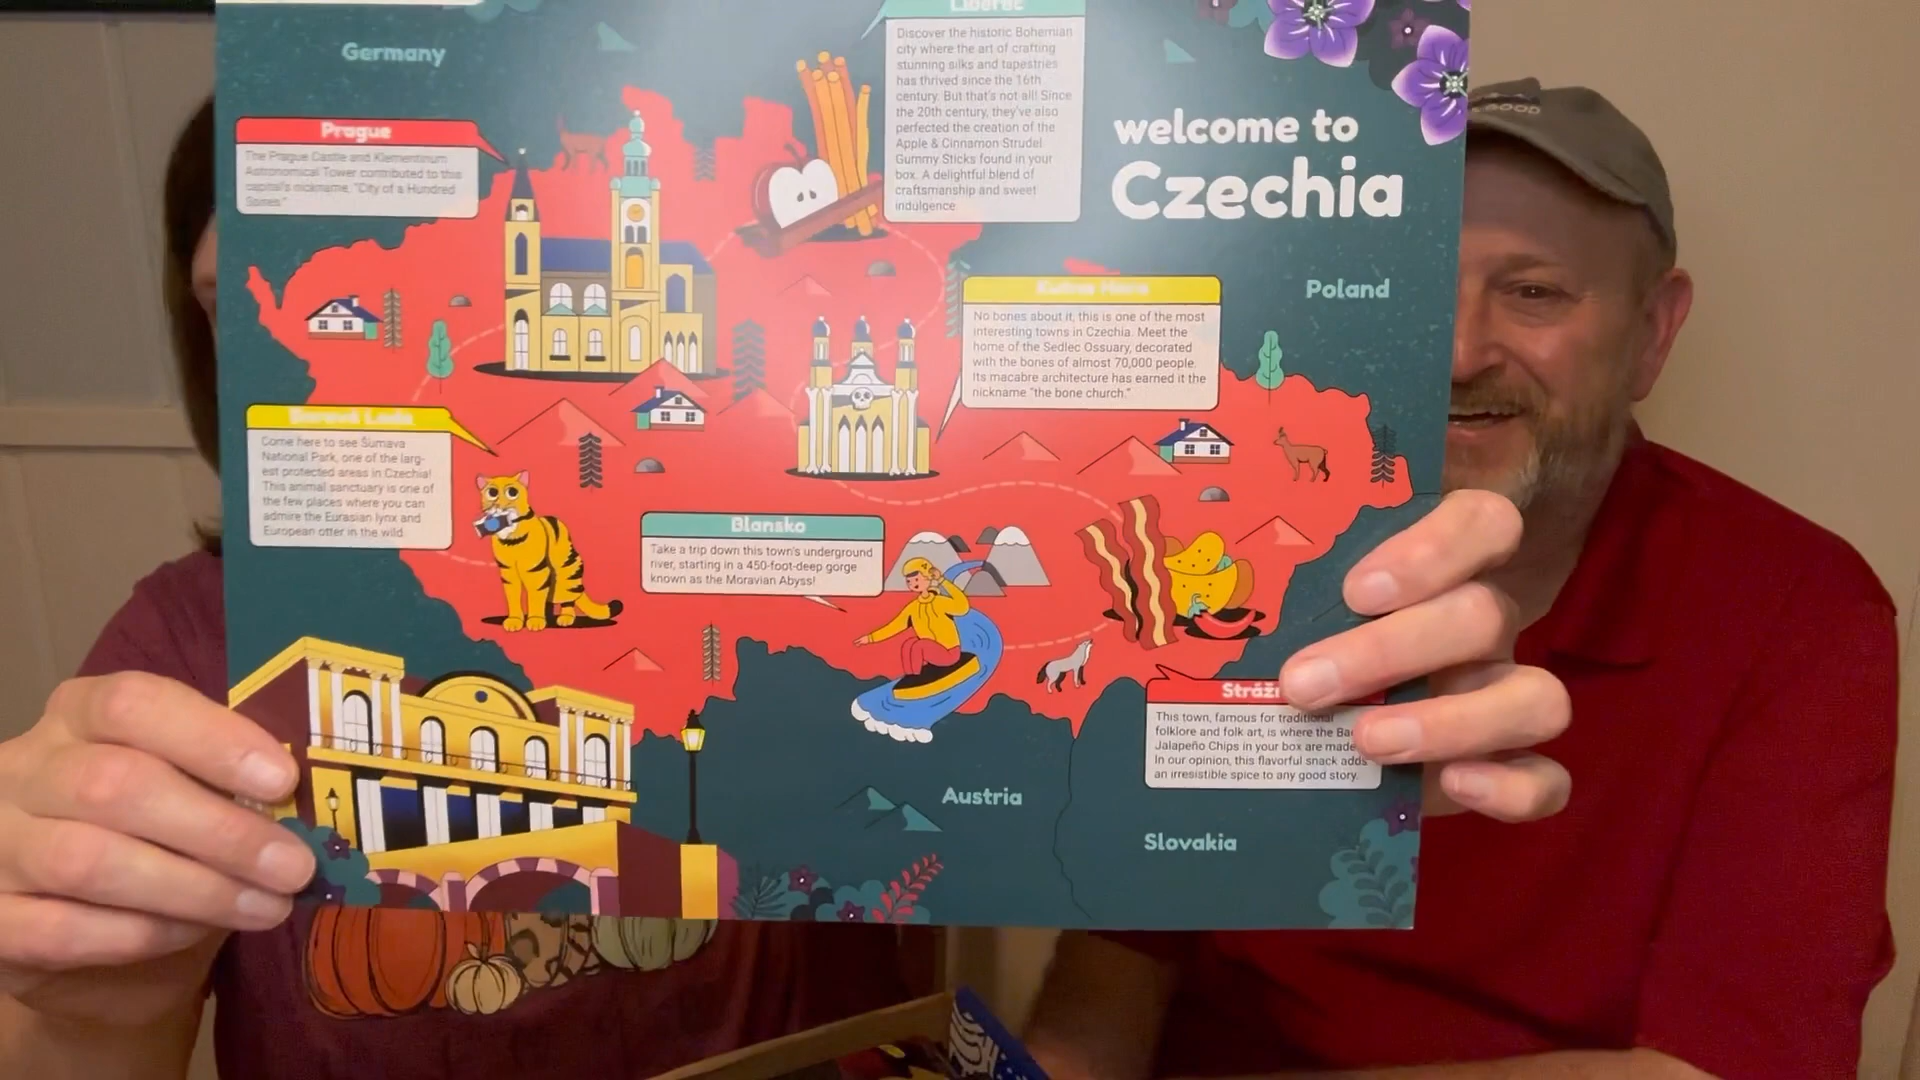 Germany
Liberec
Discover the historic Bohemian
city where the art of crafting
stunning silks and tapestries
has thrived since the 16th
century. But that's not all! Since
the 20th century, they've also
perfected the creation of the
Apple & Cinnamon Strudel
Gummy Sticks found in your
box. A delightful blend of
craftsmanship and sweet
indulgence
GOOD
welcome to
Czechia
Prague
The Prague Castle and Klementinum
Astronomical Tower contributed to this
capital's nickname, "City of a Hundred
Spires."
Poland
Kutná Hora
No bones about it, this is one of the most
interesting towns in Czechia. Meet the
home of the Sedlec Ossuary, decorated
with the bones of almost 70,000 people.
Its macabre architecture has earned it the
nickname "the bone church."
Borová Lada
Come here to see Šumava
National Park, one of the larg-
est protected areas in Czechia!
This animal sanctuary is one of
the few places where you can
admire the Eurasian lynx and
European otter in the wild.
Blansko
Take a trip down this town's underground
river, starting in a 450-foot-deep gorge
known as the Moravian Abyss!
This town, famous for traditional
folklore and folk art, is where the
Jalapeño Chips in your box are made
In our opinion, this flavorful snack adds
an irresistible spice to any good story.
Austria
Slovakia